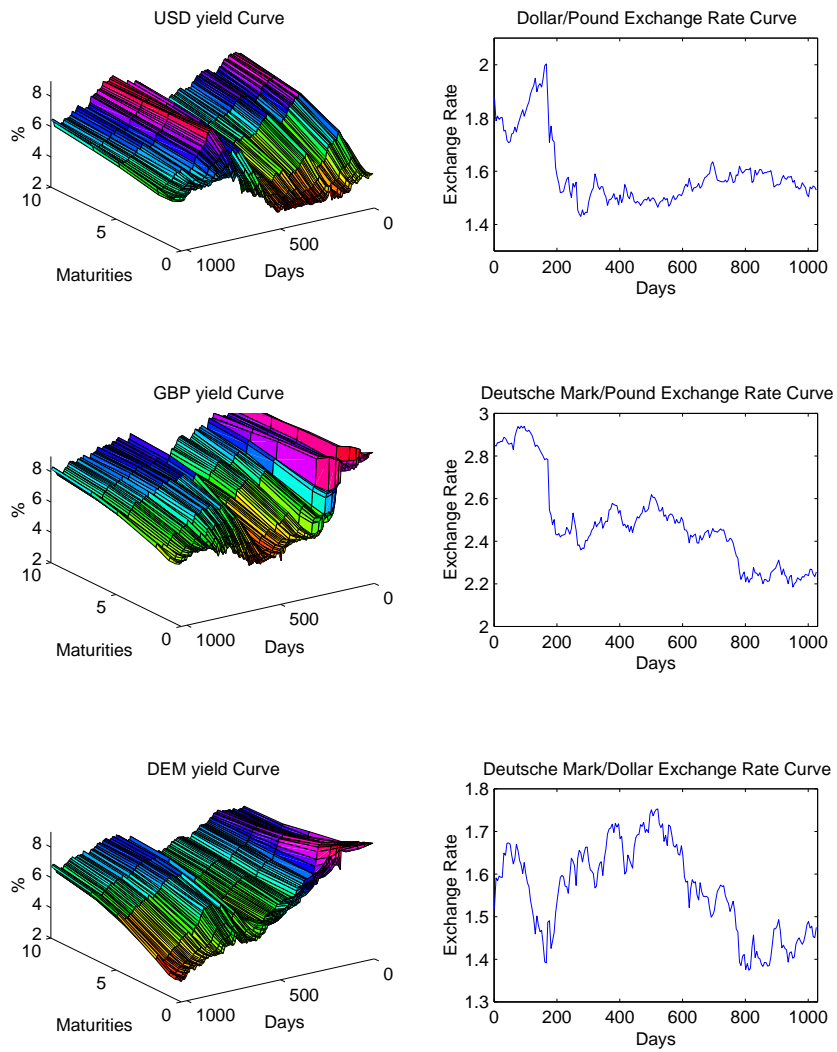 USD yield Curve
8
6
4
2
%
10
5
0
Maturities
1000
500
0
Days
Dollar/Pound Exchange Rate Curve
2
1.8
1.6
1.4
Exchange Rate
0 200 400 600 800 1000
Days
GBP yield Curve
8
6
4
2
%
10
5
0
Maturities
1000
500
0
Days
Deutsche Mark/Pound Exchange Rate Curve
3
2.8
2.6
2.4
2.2
2
Exchange Rate
0 200 400 600 800 1000
Days
DEM yield Curve
8
6
4
2
%
10
5
0
Maturities
1000
500
0
Days
Deutsche Mark/Dollar Exchange Rate Curve
1.8
1.7
1.6
1.5
1.4
1.3
Exchange Rate
0 200 400 600 800 1000
Days